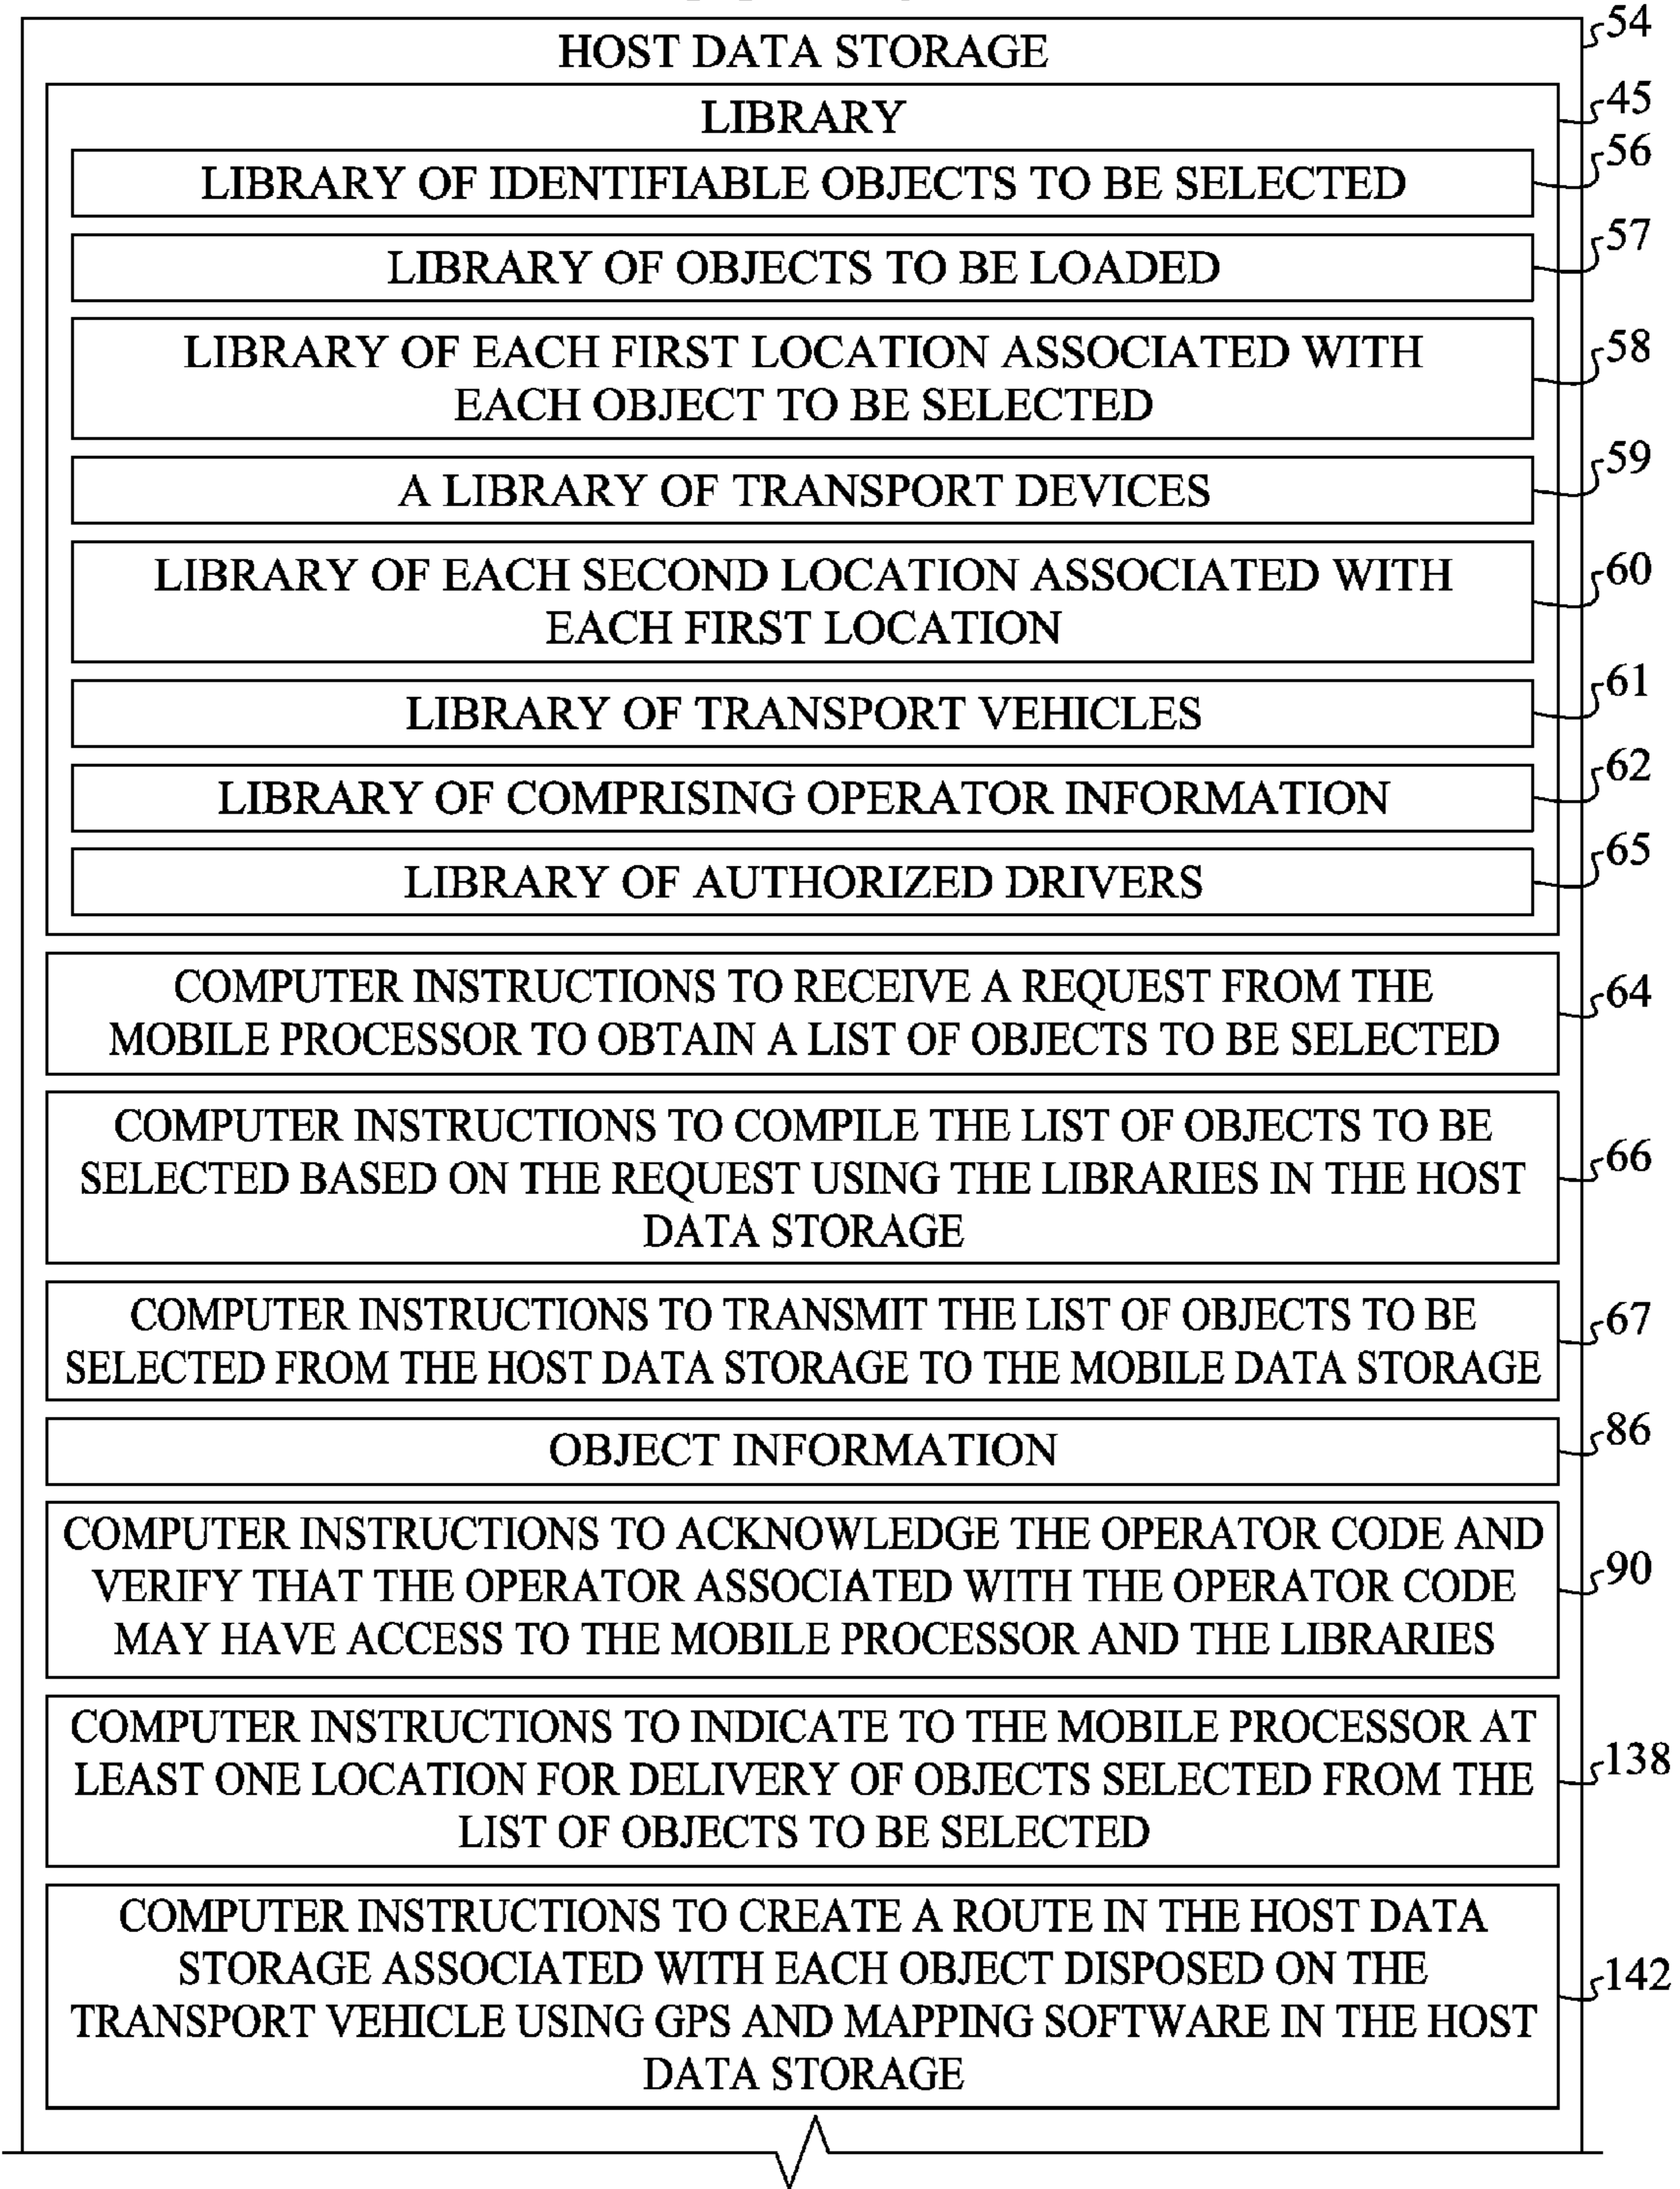 54
HOST DATA STORAGE
45
LIBRARY
56
LIBRARY OF IDENTIFIABLE OBJECTS TO BE SELECTED
57
LIBRARY OF OBJECTS TO BE LOADED
58
LIBRARY OF EACH FIRST LOCATION ASSOCIATED WITH
EACH OBJECT TO BE SELECTED
59
A LIBRARY OF TRANSPORT DEVICES
60
LIBRARY OF EACH SECOND LOCATION ASSOCIATED WITH
EACH FIRST LOCATION
61
LIBRARY OF TRANSPORT VEHICLES
62
LIBRARY OF COMPRISING OPERATOR INFORMATION
65
LIBRARY OF AUTHORIZED DRIVERS
64
COMPUTER INSTRUCTIONS TO RECEIVE A REQUEST FROM THE
MOBILE PROCESSOR TO OBTAIN A LIST OF OBJECTS TO BE SELECTED
66
COMPUTER INSTRUCTIONS TO COMPILE THE LIST OF OBJECTS TO BE
SELECTED BASED ON THE REQUEST USING THE LIBRARIES IN THE HOST
DATA STORAGE
67
COMPUTER INSTRUCTIONS TO TRANSMIT THE LIST OF OBJECTS TO BE
SELECTED FROM THE HOST DATA STORAGE TO THE MOBILE DATA STORAGE
86
OBJECT INFORMATION
90
COMPUTER INSTRUCTIONS TO ACKNOWLEDGE THE OPERATOR CODE AND
VERIFY THAT THE OPERATOR ASSOCIATED WITH THE OPERATOR CODE
MAY HAVE ACCESS TO THE MOBILE PROCESSOR AND THE LIBRARIES
138
COMPUTER INSTRUCTIONS TO INDICATE TO THE MOBILE PROCESSOR AT
LEAST ONE LOCATION FOR DELIVERY OF OBJECTS SELECTED FROM THE
LIST OF OBJECTS TO BE SELECTED
142
COMPUTER INSTRUCTIONS TO CREATE A ROUTE IN THE HOST DATA
STORAGE ASSOCIATED WITH EACH OBJECT DISPOSED ON THE
TRANSPORT VEHICLE USING GPS AND MAPPING SOFTWARE IN THE HOST
DATA STORAGE